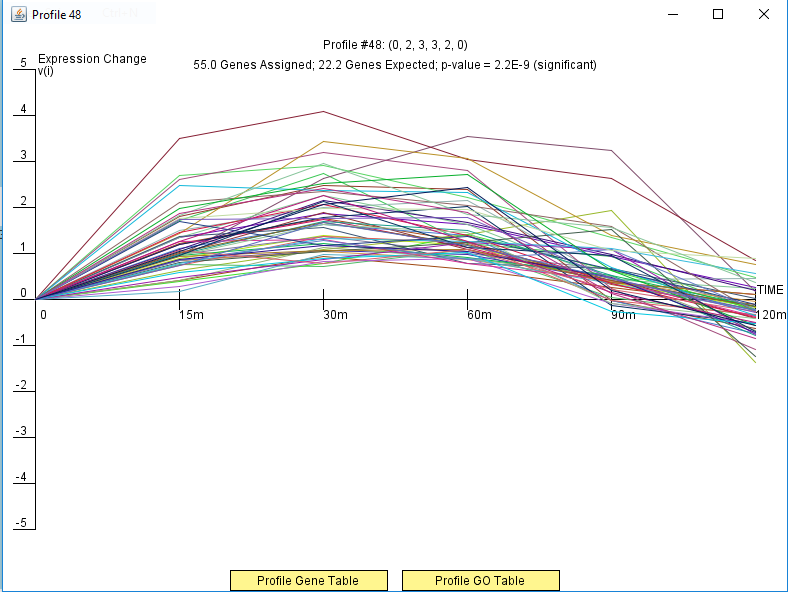 Profile 48
Profile #48: (0, 2, 3, 3, 2, 0)
55.0 Genes Assigned; 22.2 Genes Expected; p-value = 2.2E-9 (significant)
Expression Change
v(i)
5
4
3
2
1
0
-1
-2
-3
-4
-5
TIME
0 15m 30m 60m 90m 120m
Profile Gene Table Profile GO Table